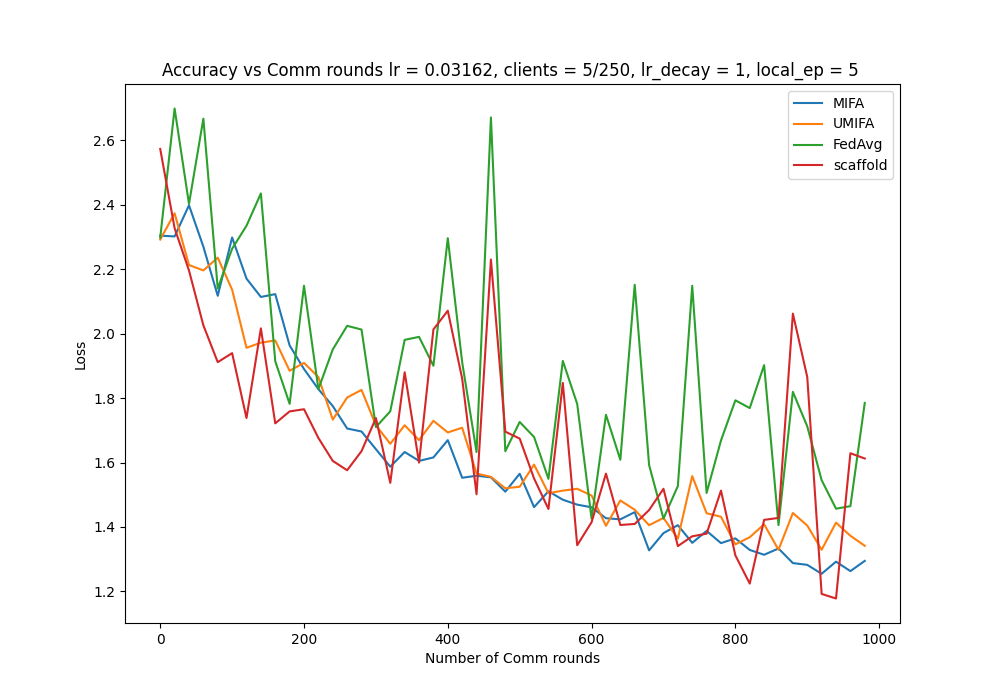 Accuracy vs Comm rounds lr = 0.03162, clients = 5/250, lr_decay = 1, local_ep = 5
MIFA
UMIFA
FedAvg
scaffold
2.6
2.4
2.2
2.0
1.8
1.6
1.4
1.2
Loss
0 200 400 600 800 1000
Number of Comm rounds